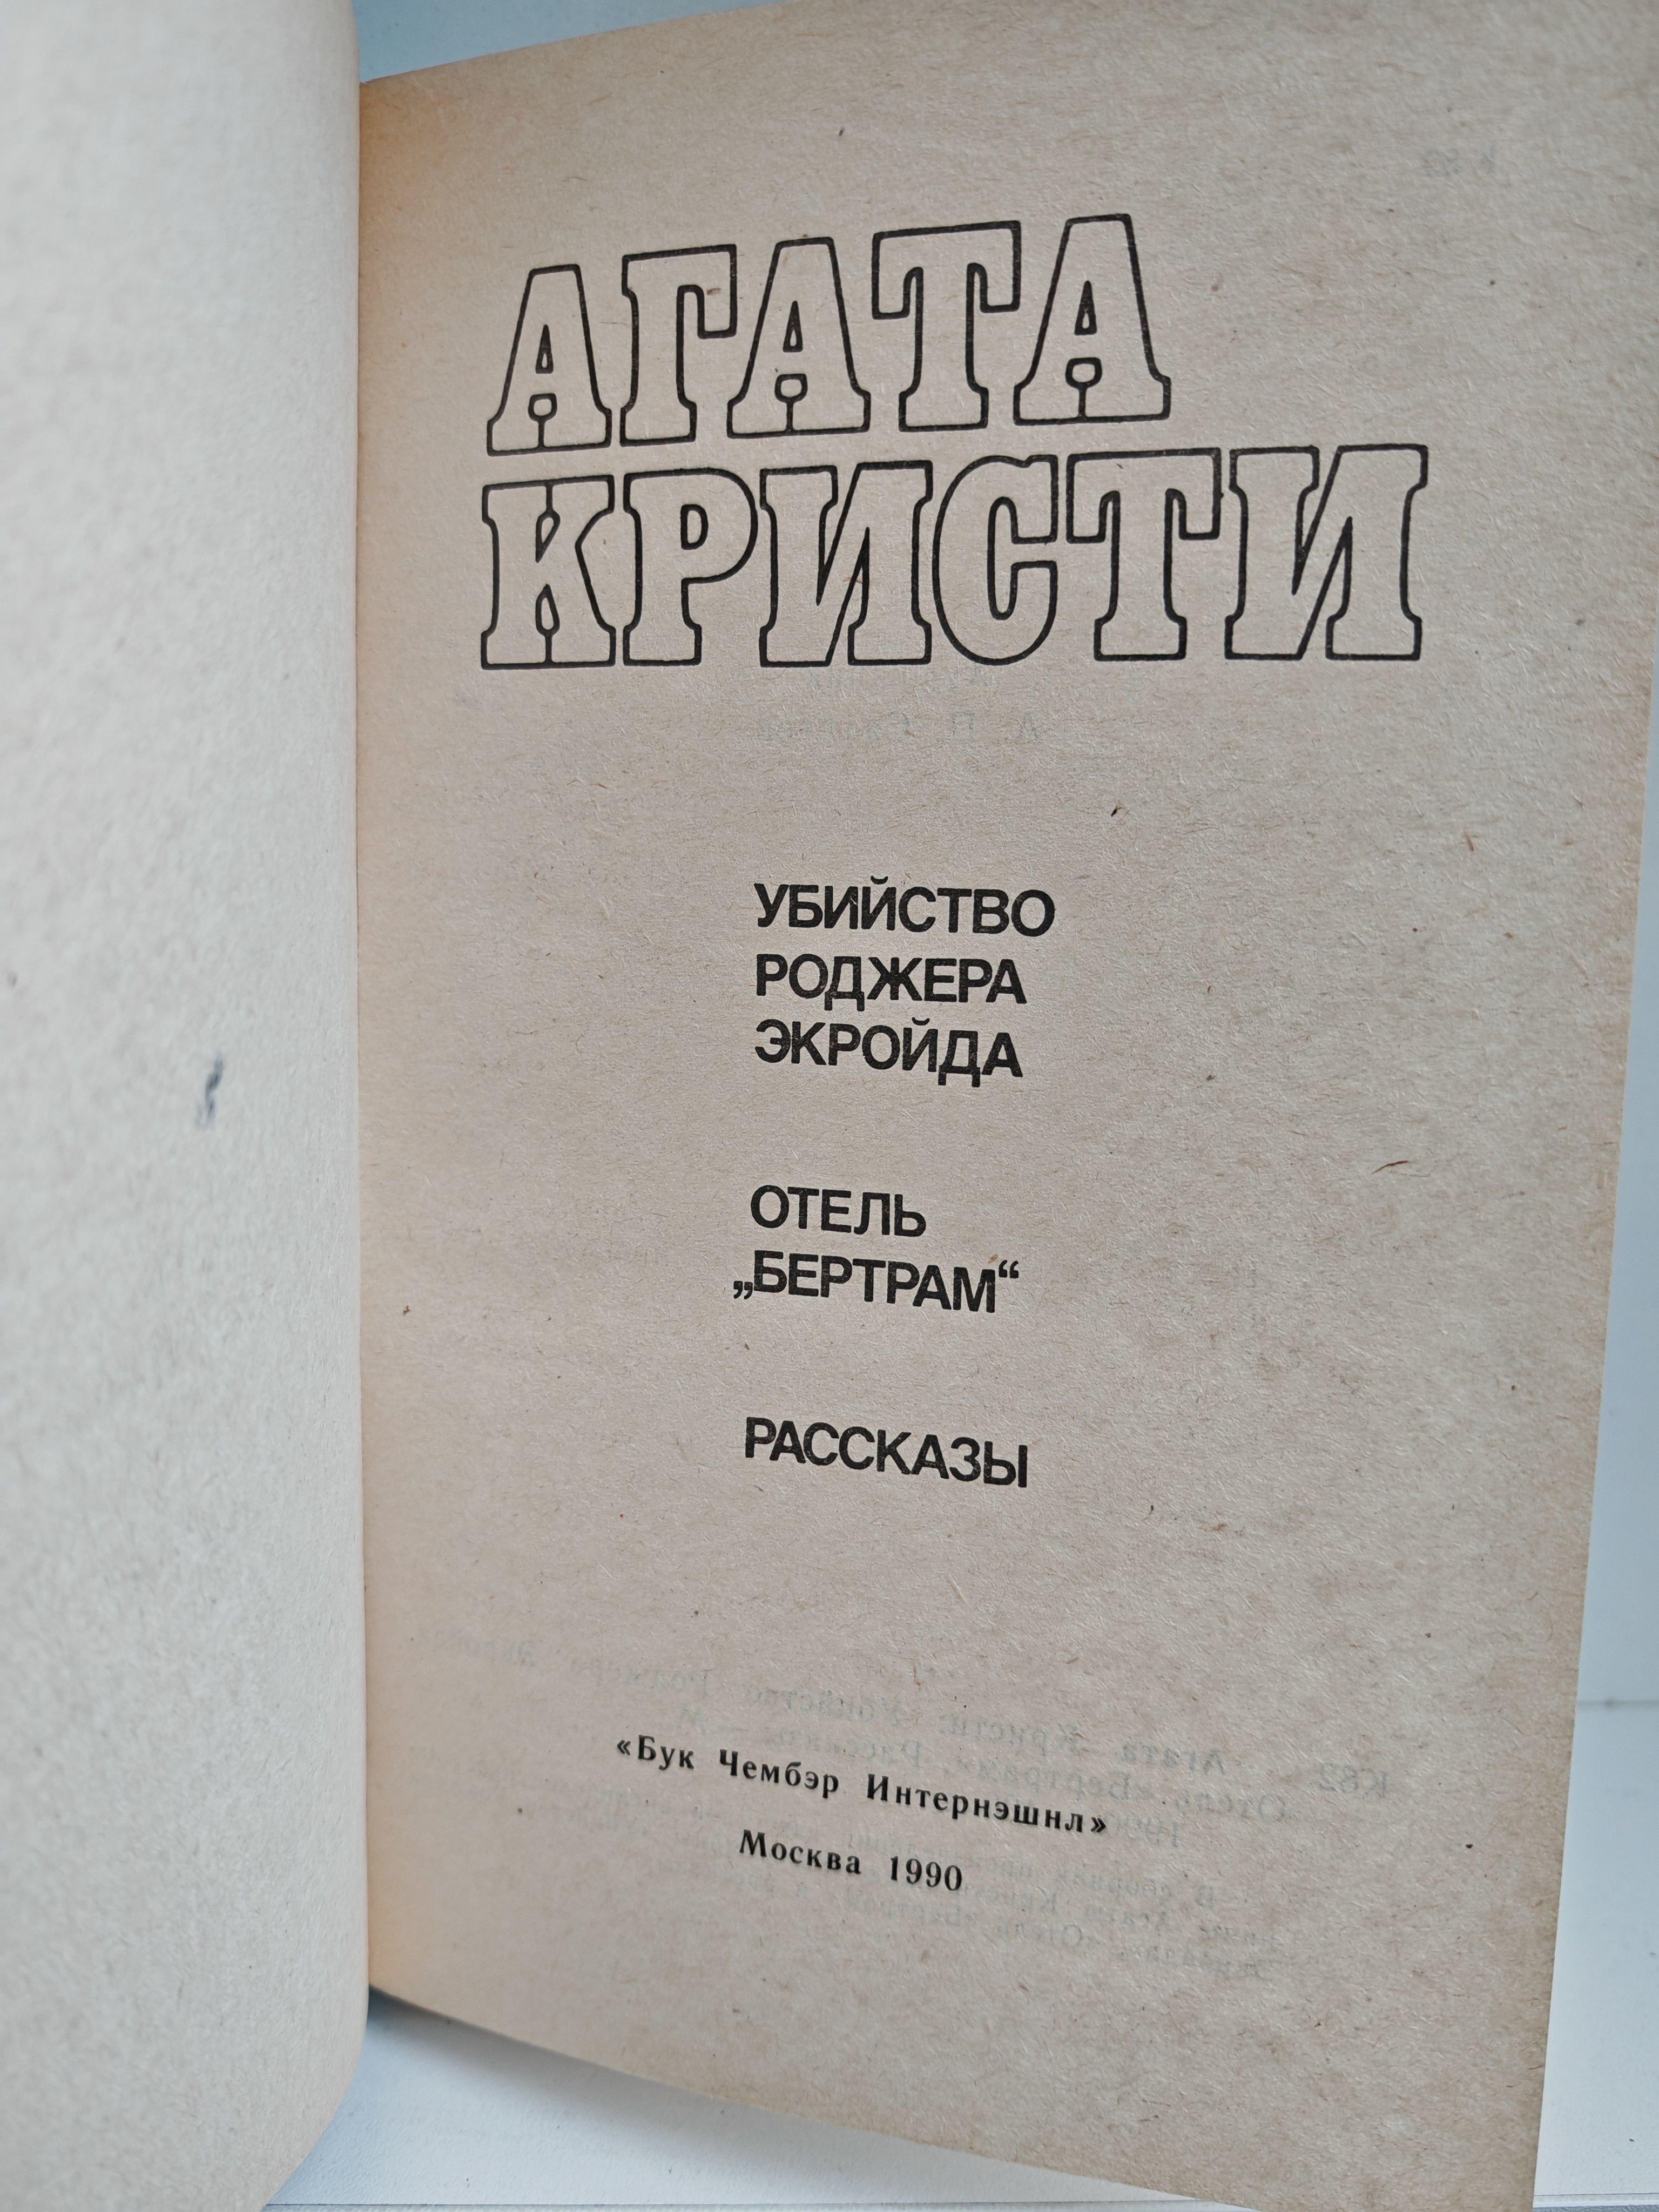 АГАТА
КРИСТИ
УБИЙСТВО
РОДЖЕРА
ЭКРОЙДА
ОТЕЛЬ
„БЕРТРАМ“
РАССКАЗЫ
«Бук Чембэр Интернэшнл»
Москва 1990